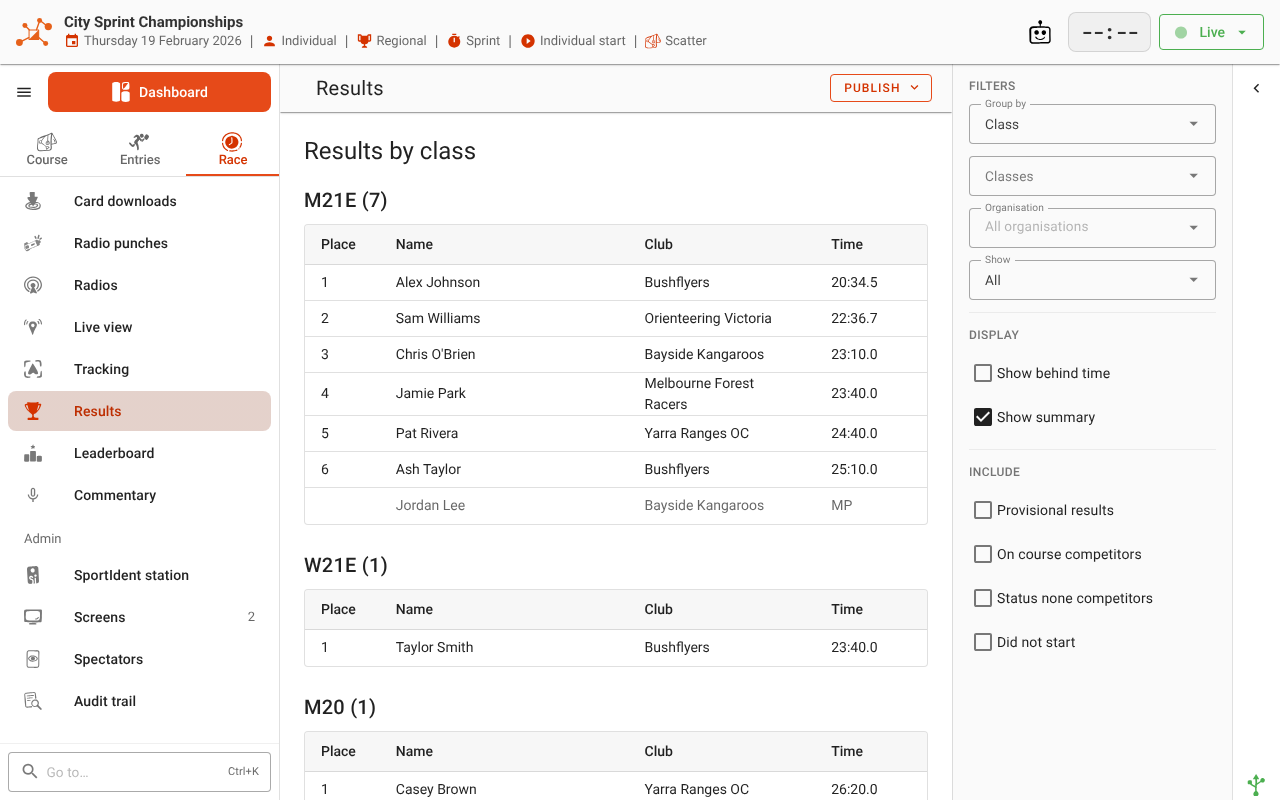 City Sprint Championships
Thursday 19 February 2026 | Individual | Regional | Sprint | Individual start | Scatter
--:--
Live
Dashboard
Course
Entries
Race
Card downloads
Radio punches
Radios
Live view
Tracking
Results
Leaderboard
Commentary
Admin
SportIdent station
Screens 2
Spectators
Audit trail
Go to… Ctrl+K
Results
PUBLISH
Results by class
M21E (7)
Place Name Club Time
1 Alex Johnson Bushflyers 20:34.5
2 Sam Williams Orienteering Victoria 22:36.7
3 Chris O'Brien Bayside Kangaroos 23:10.0
4 Jamie Park Melbourne Forest Racers 23:40.0
5 Pat Rivera Yarra Ranges OC 24:40.0
6 Ash Taylor Bushflyers 25:10.0
Jordan Lee Bayside Kangaroos MP
W21E (1)
Place Name Club Time
1 Taylor Smith Bushflyers 23:40.0
M20 (1)
Place Name Club Time
1 Casey Brown Yarra Ranges OC 26:20.0
FILTERS
Group by
Class
Classes
Organisation
All organisations
Show
All
DISPLAY
Show behind time
Show summary
INCLUDE
Provisional results
On course competitors
Status none competitors
Did not start